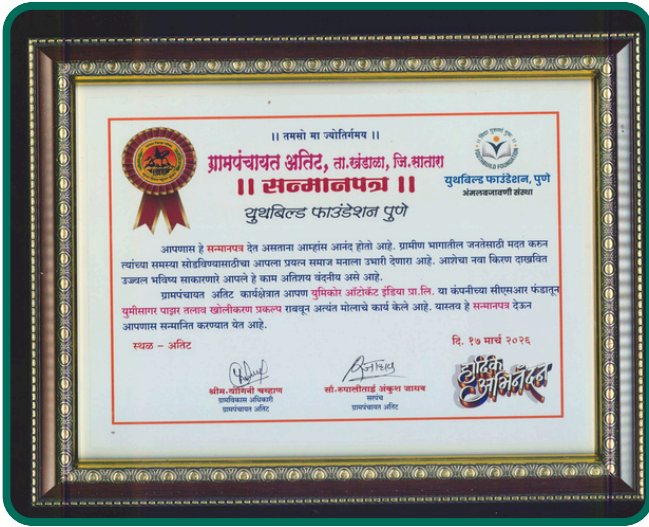 ।। तमसो मा ज्योतिर्गमय ।।
ग्रामपंचायत अतिट, ता.खंडाळा, जि.सातारा
।। सन्मानपत्र ।।
युथबिल्ड फाउंडेशन, पुणे
अंमलबजावणी संस्था
युथबिल्ड फाउंडेशन पुणे
आपणास हे सन्मानपत्र देत असताना आम्हांस आनंद होतो आहे. ग्रामीण भागातील जनतेसाठी मदत करुन
त्यांच्या समस्या सोडविण्यासाठीचा आपला प्रयत्न समाज मनाला उभारी देणारा आहे. आशेचा नवा किरण दाखवित
उज्वल भविष्य साकारणारे आपले हे काम अतिशय वंदनीय असे आहे.
ग्रामपंचायत अतिट कार्यक्षेत्रात आपण युमिकोर ऑटोकॅट इंडिया प्रा.लि. या कंपनीच्या सीएसआर फंडातून
युमीसागर पाझर तलाव खोलीकरण प्रकल्प राबवून अत्यंत मोलाचे कार्य केले आहे. यास्तव हे सन्मानपत्र देऊन
आपणास सन्मानित करण्यात येत आहे.
स्थळ – अतिट
दि. १७ मार्च २०२६
श्रीम.योगिनी चव्हाण
ग्रामविकास अधिकारी
ग्रामपंचायत अतिट
सौ.रुपालीताई अंकुश जाधव
सरपंच
ग्रामपंचायत अतिट
हार्दिक
अभिनंदन